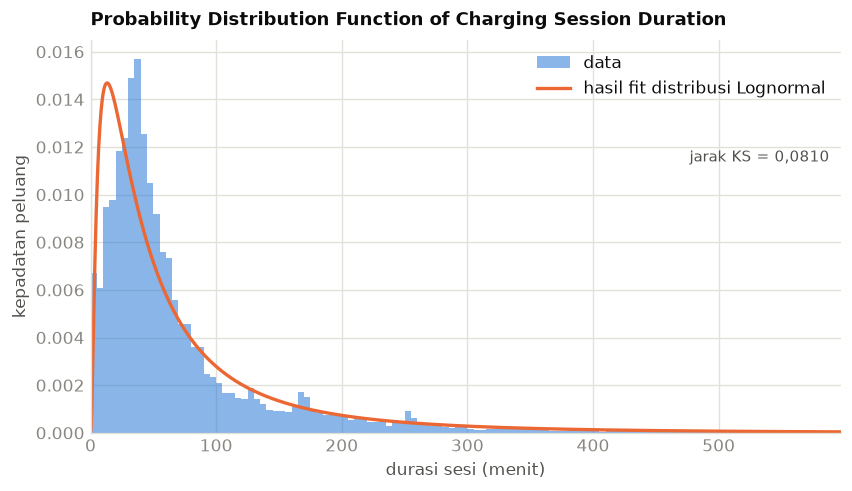 Probability Distribution Function of Charging Session Duration
data
hasil fit distribusi Lognormal
jarak KS = 0,0810
kepadatan peluang
0.016
0.014
0.012
0.010
0.008
0.006
0.004
0.002
0.000
0 100 200 300 400 500
durasi sesi (menit)